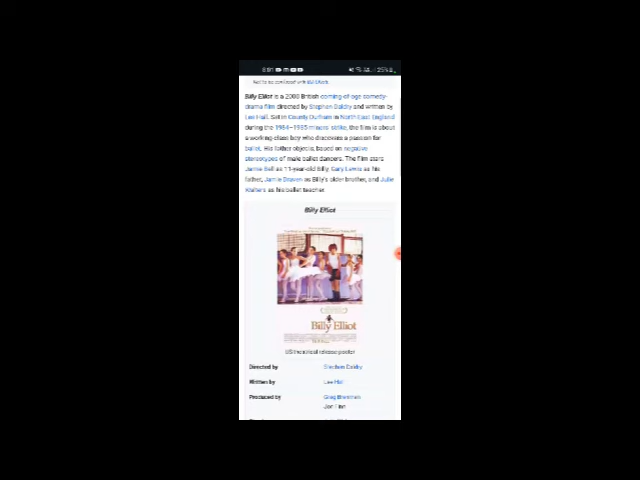 Billy Elliot is a 2000 British coming-of-age comedy-
drama film directed by Stephen Daldry and written by
Lee Hall. Set in County Durham in North East England
during the 1984–1985 miners' strike, the film is about
a working-class boy who discovers a passion for
ballet. His father objects, based on negative
stereotypes of male ballet dancers. The film stars
Jamie Bell as 11-year-old Billy, Gary Lewis as his
father, Jamie Draven as Billy's older brother, and Julie
Walters as his ballet teacher.
Billy Elliot
Billy Elliot
US theatrical release poster
Directed by Stephen Daldry
Written by Lee Hall
Produced by Greg Brenman
Jon Finn